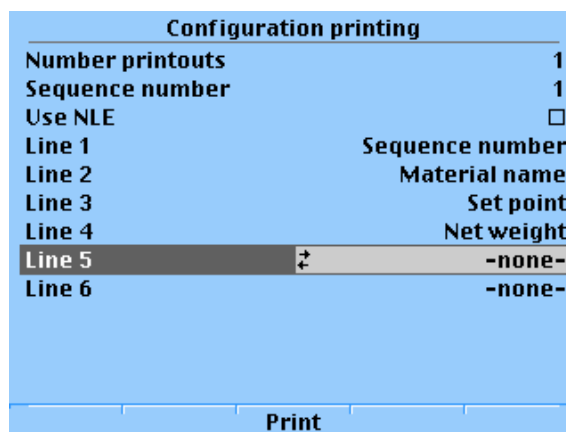 Configuration printing
Number printouts 1
Sequence number 1
Use NLE
Line 1 Sequence number
Line 2 Material name
Line 3 Set point
Line 4 Net weight
Line 5 -none-
Line 6 -none-
Print